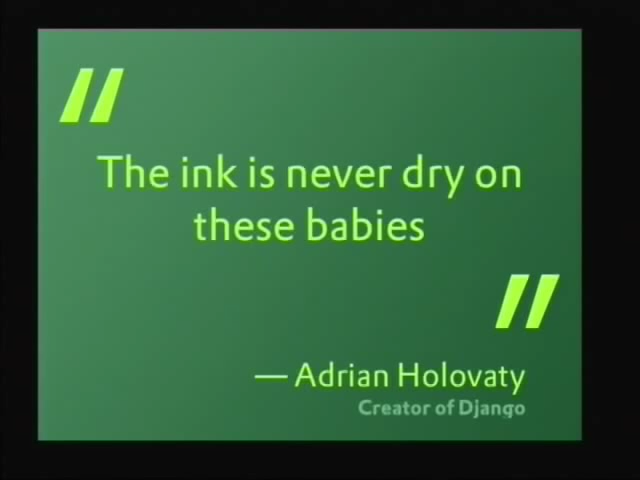 "
The ink is never dry on
these babies
"
— Adrian Holovaty
Creator of Django